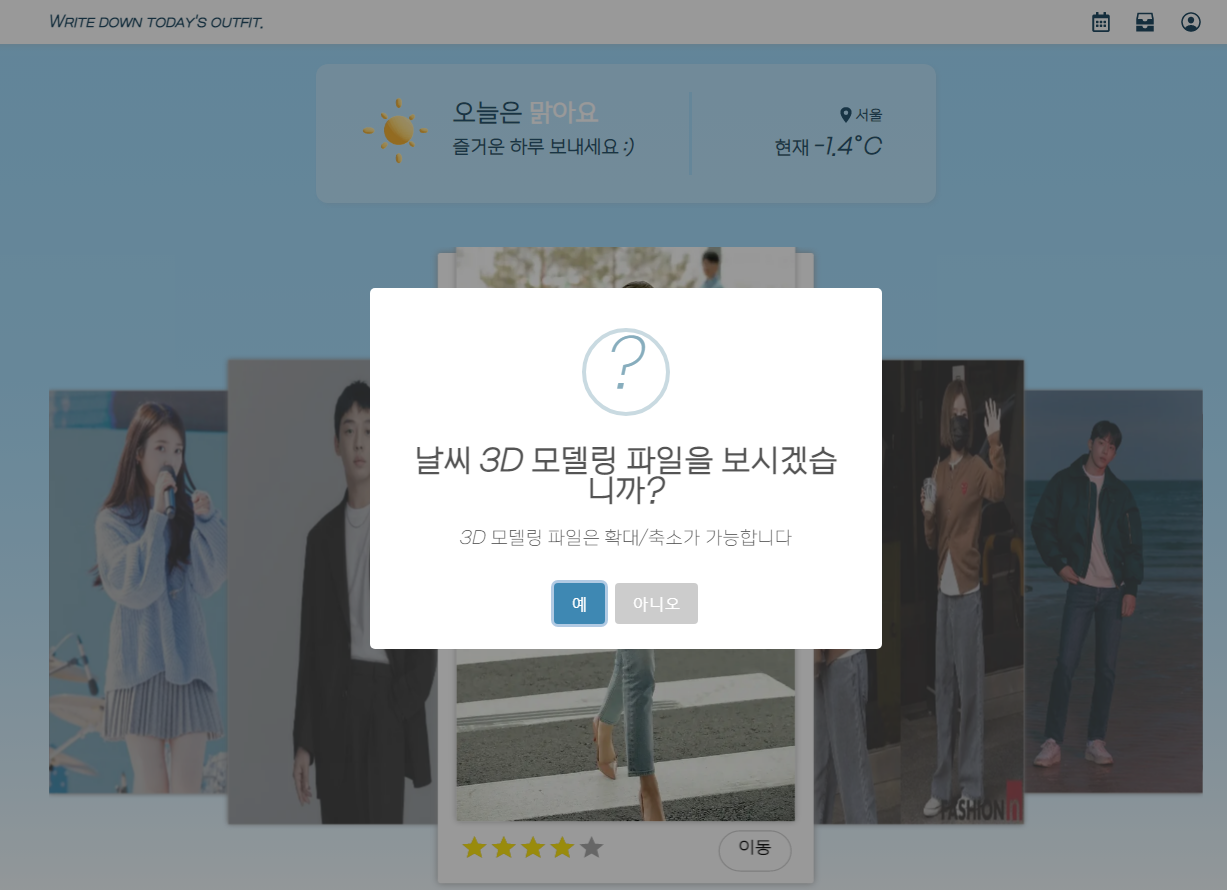 WRITE DOWN TODAY'S OUTFIT.
오늘은 맑아요
즐거운 하루 보내세요 :)
서울
현재 -1.4°C
?
날씨 3D 모델링 파일을 보시겠습
니까?
3D 모델링 파일은 확대/축소가 가능합니다
예
아니오
FASHION in
이동